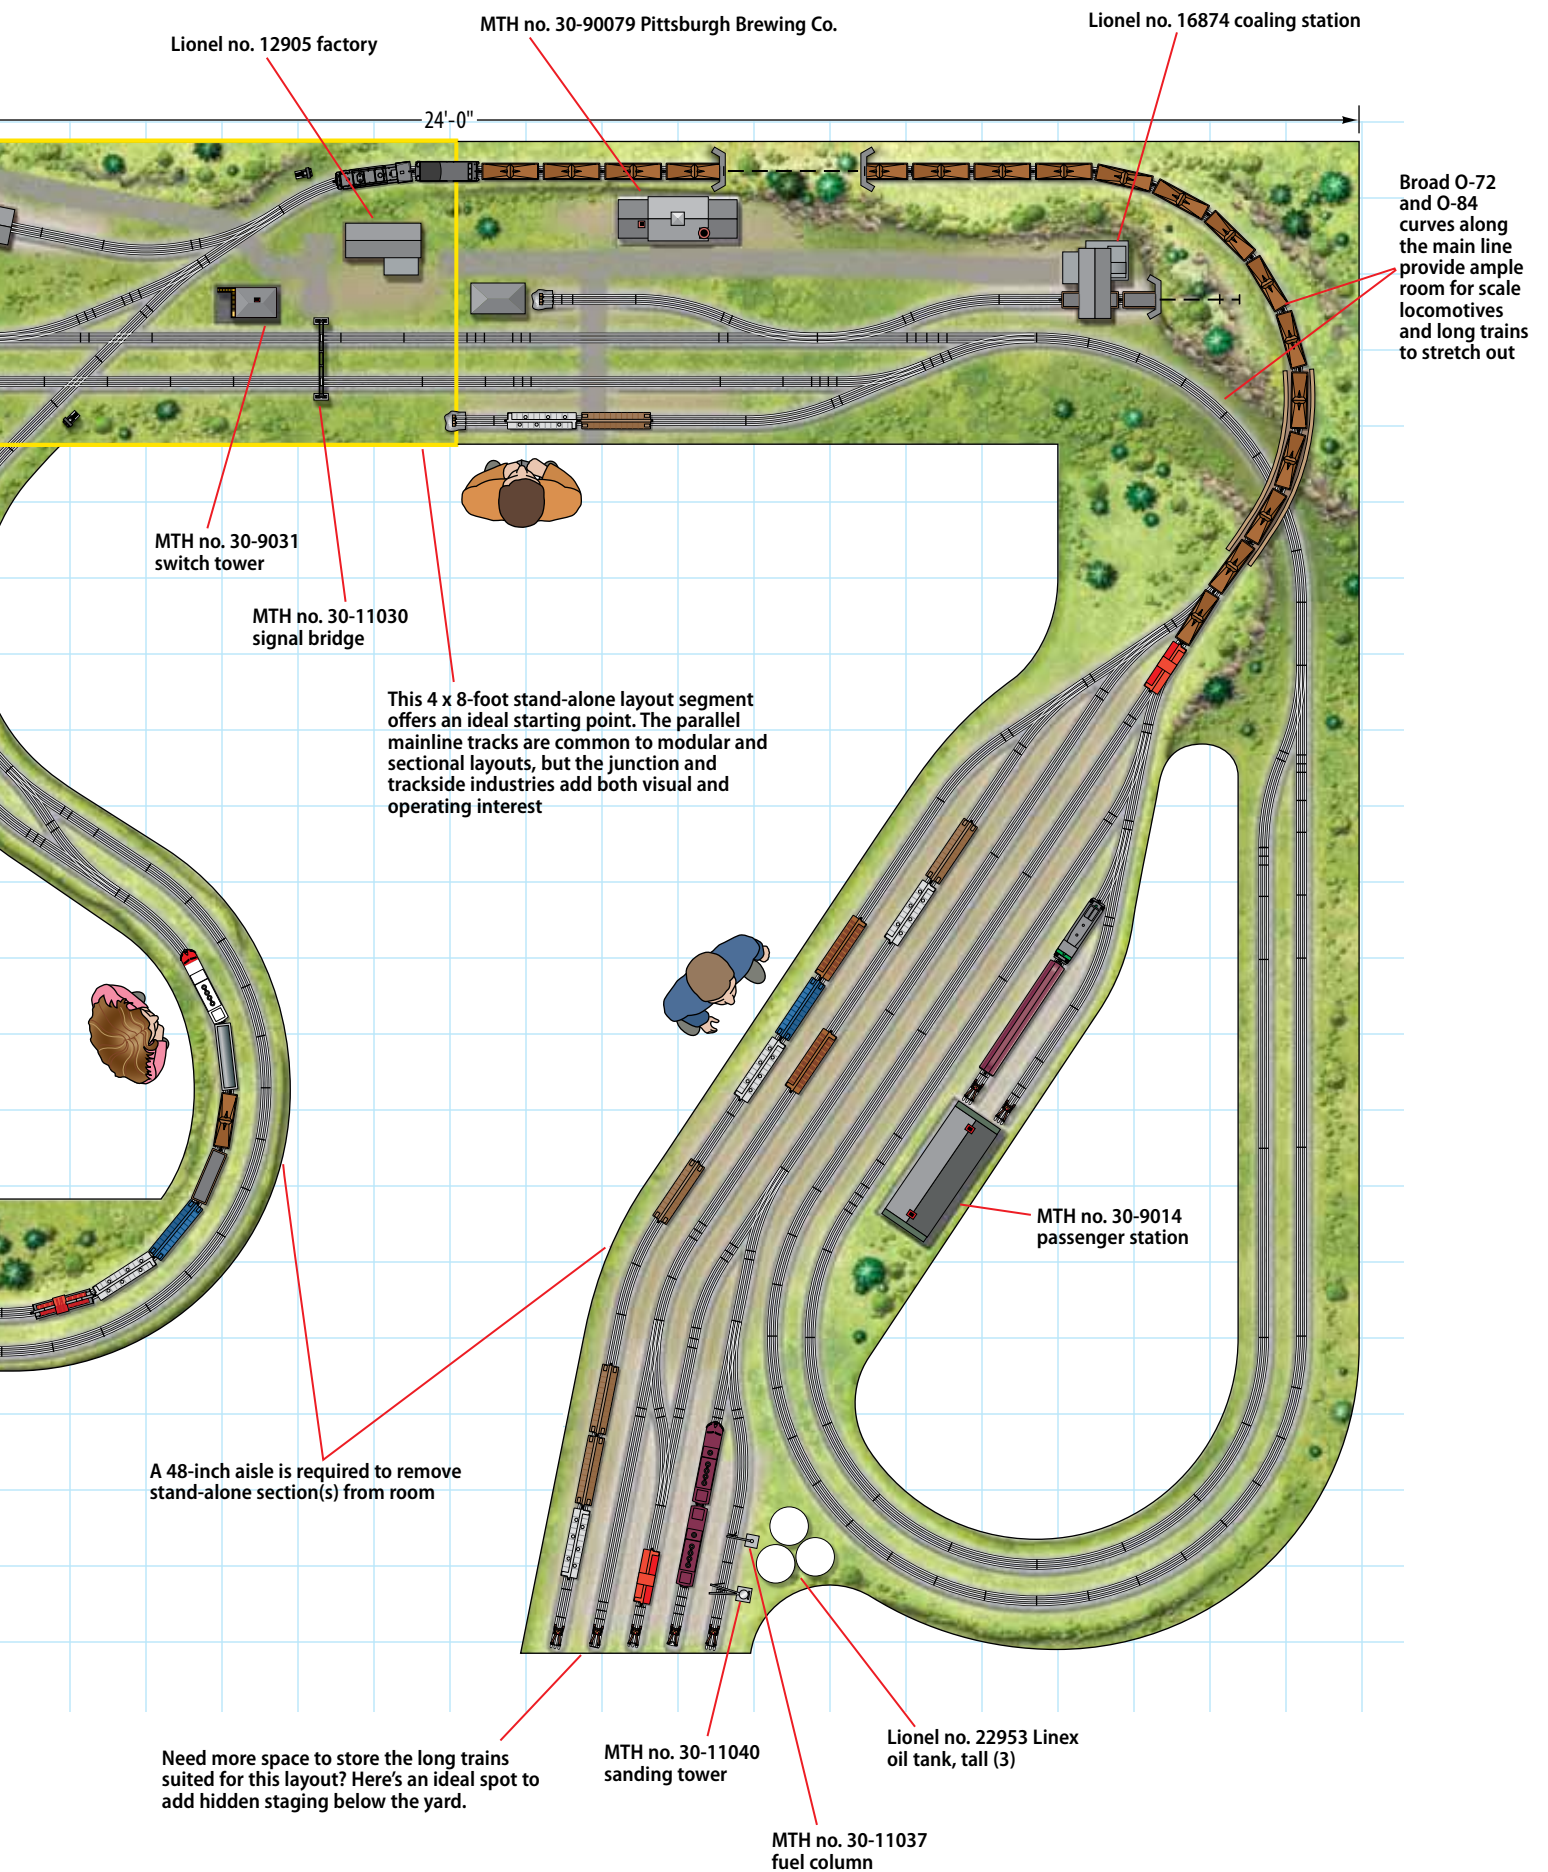 Lionel no. 16874 coaling station
MTH no. 30-90079 Pittsburgh Brewing Co.
Lionel no. 12905 factory
24'-0"
Broad O-72
and O-84
curves along
the main line
provide ample
room for scale
locomotives
and long trains
to stretch out
MTH no. 30-9031
switch tower
MTH no. 30-11030
signal bridge
This 4 x 8-foot stand-alone layout segment
offers an ideal starting point. The parallel
mainline tracks are common to modular and
sectional layouts, but the junction and
trackside industries add both visual and
operating interest
MTH no. 30-9014
passenger station
A 48-inch aisle is required to remove
stand-alone section(s) from room
Need more space to store the long trains
suited for this layout? Here's an ideal spot to
add hidden staging below the yard.
MTH no. 30-11040
sanding tower
Lionel no. 22953 Linex
oil tank, tall (3)
MTH no. 30-11037
fuel column